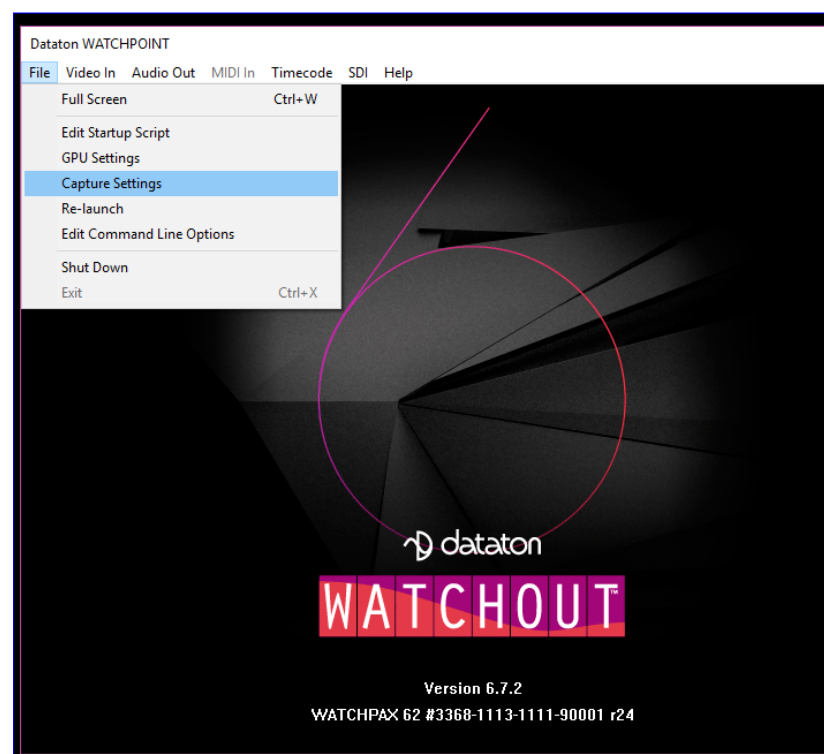 Dataton WATCHPOINT
File Video In Audio Out MIDI In Timecode SDI Help
Full Screen Ctrl+W
Edit Startup Script
GPU Settings
Capture Settings
Re-launch
Edit Command Line Options
Shut Down
Exit Ctrl+X
dataton
WATCHOUT™
Version 6.7.2
WATCHPAX 62 #3368-1113-1111-90001 r24